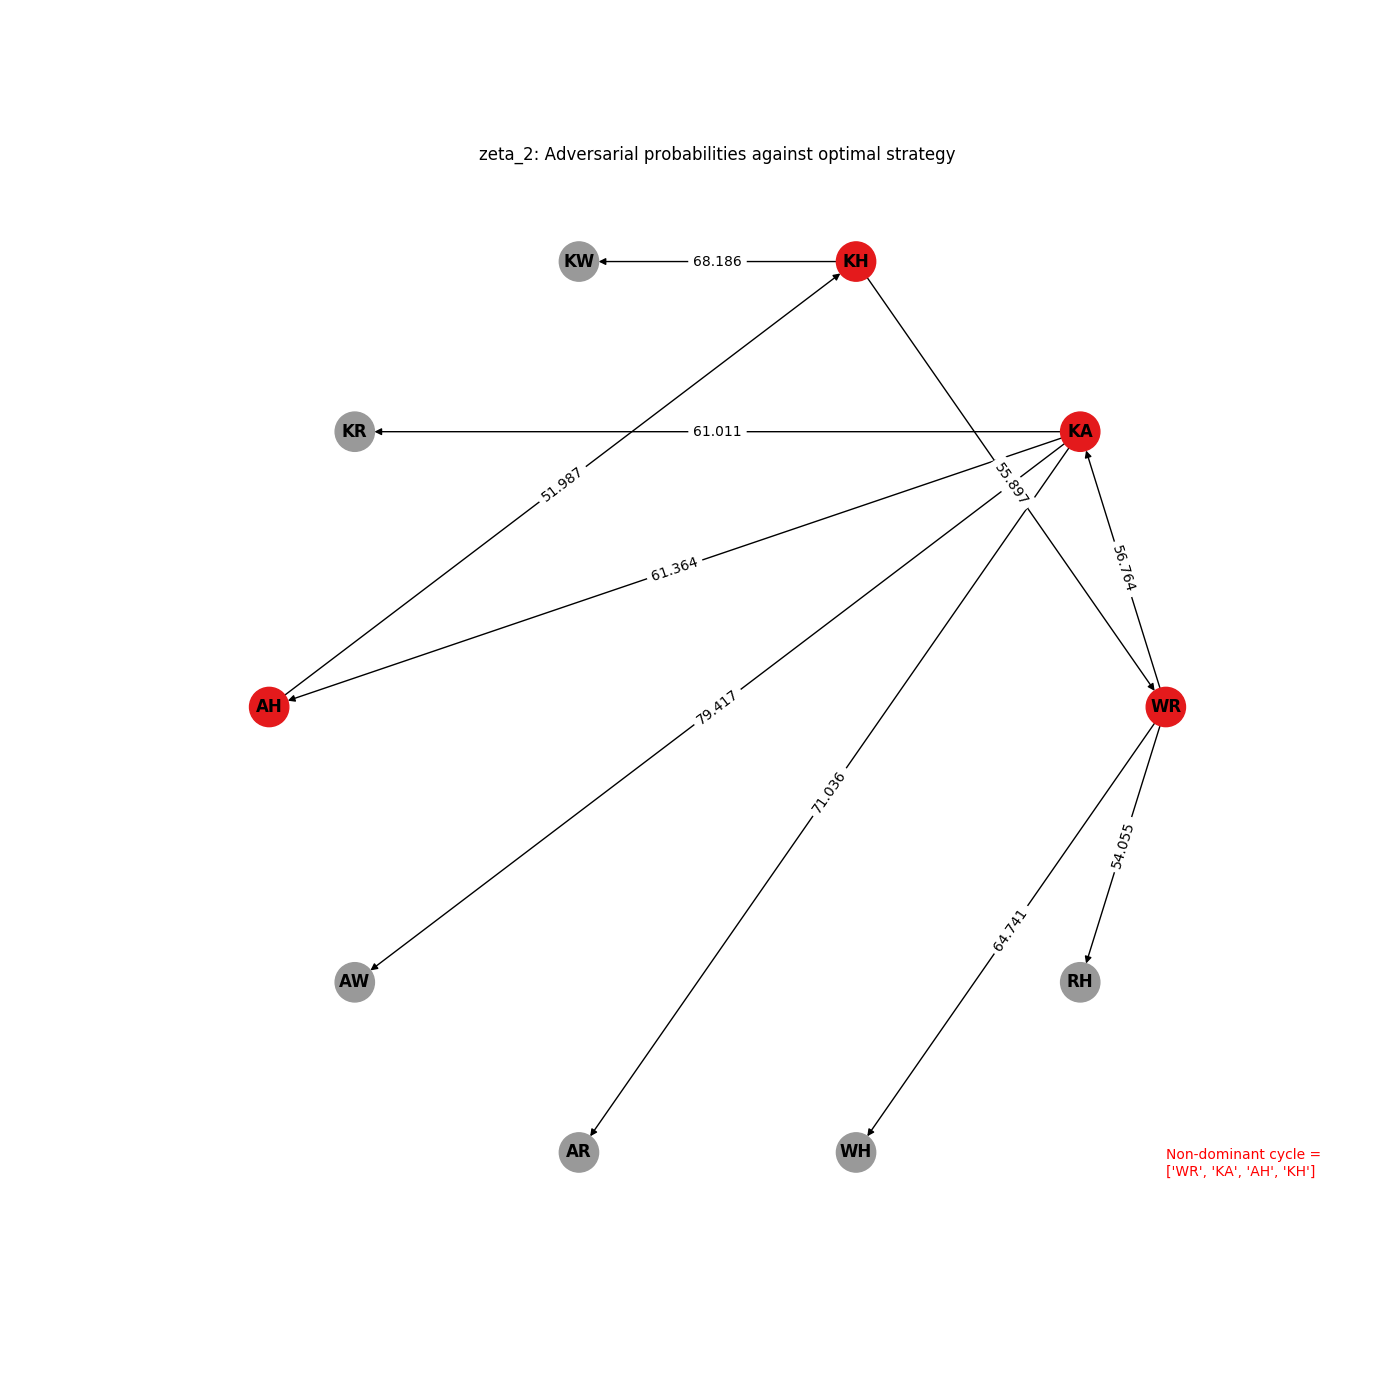 zeta_2: Adversarial probabilities against optimal strategy
KW
68.186
KH
KR
61.011
KA
51.987
55.897
61.364
56.764
AH
79.417
WR
71.036
54.055
64.741
AW
RH
AR
WH
Non-dominant cycle =
['WR', 'KA', 'AH', 'KH']